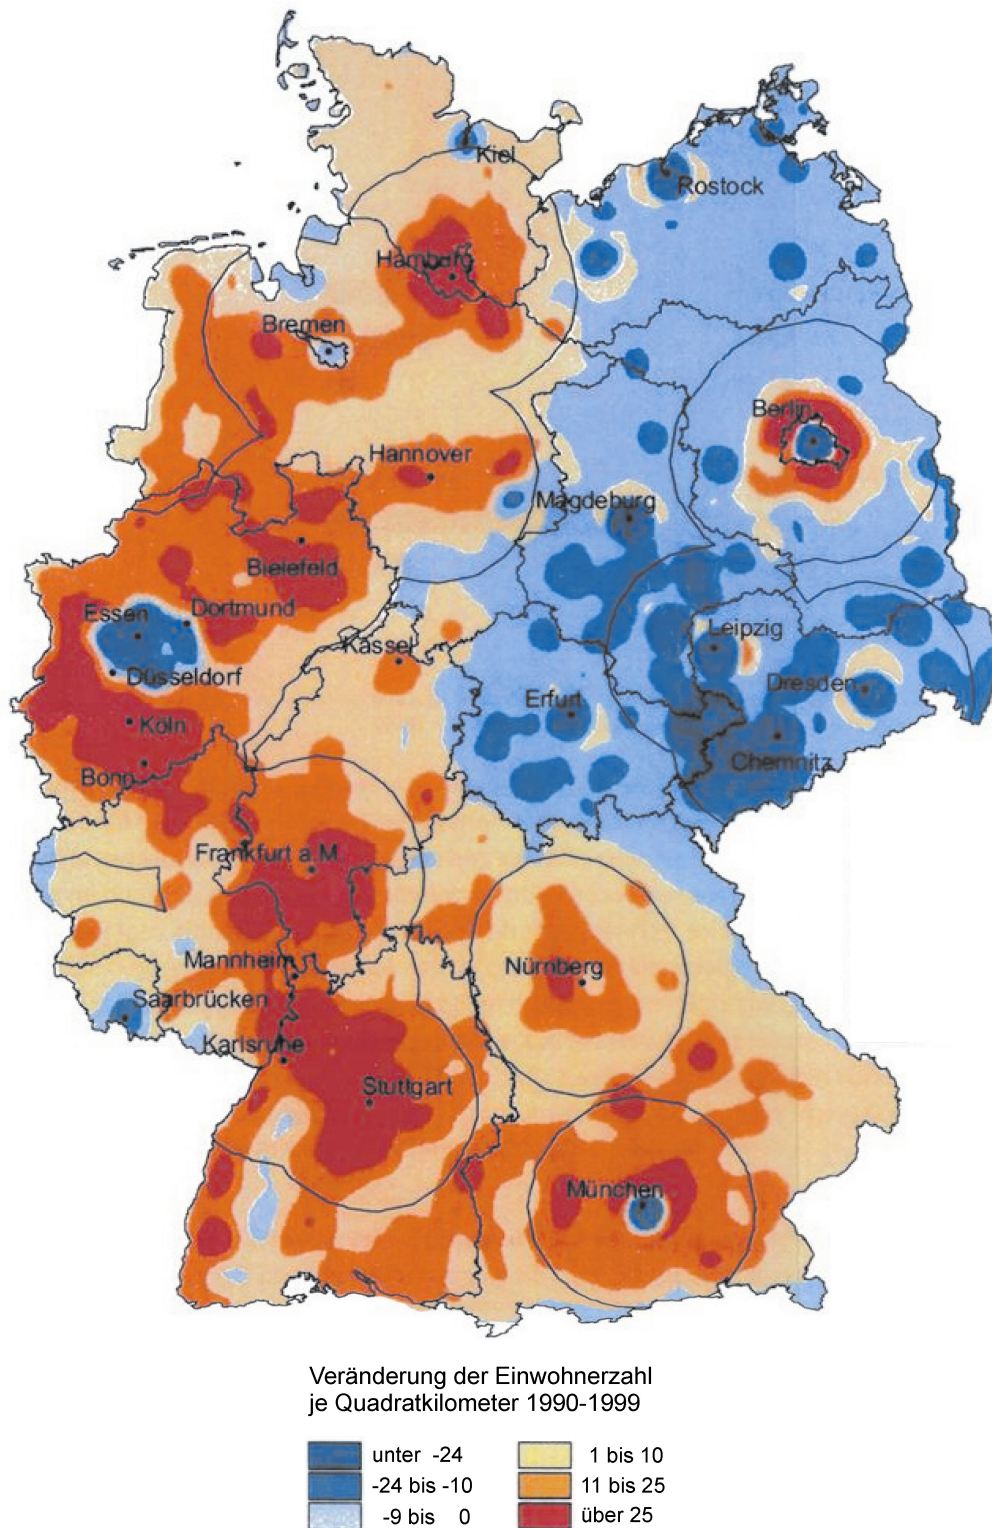 Kiel
Rostock
Hamburg
Bremen
Berlin
Hannover
Magdeburg
Bielefeld
Essen
Dortmund
Leipzig
Kassel
Düsseldorf
Dresden
Erfurt
Köln
Chemnitz
Bonn
Frankfurt a.M.
Mannheim
Nürnberg
Saarbrücken
Karlsruhe
Stuttgart
München
Veränderung der Einwohnerzahl
je Quadratkilometer 1990-1999
unter -24
1 bis 10
-24 bis -10
11 bis 25
-9 bis 0
über 25